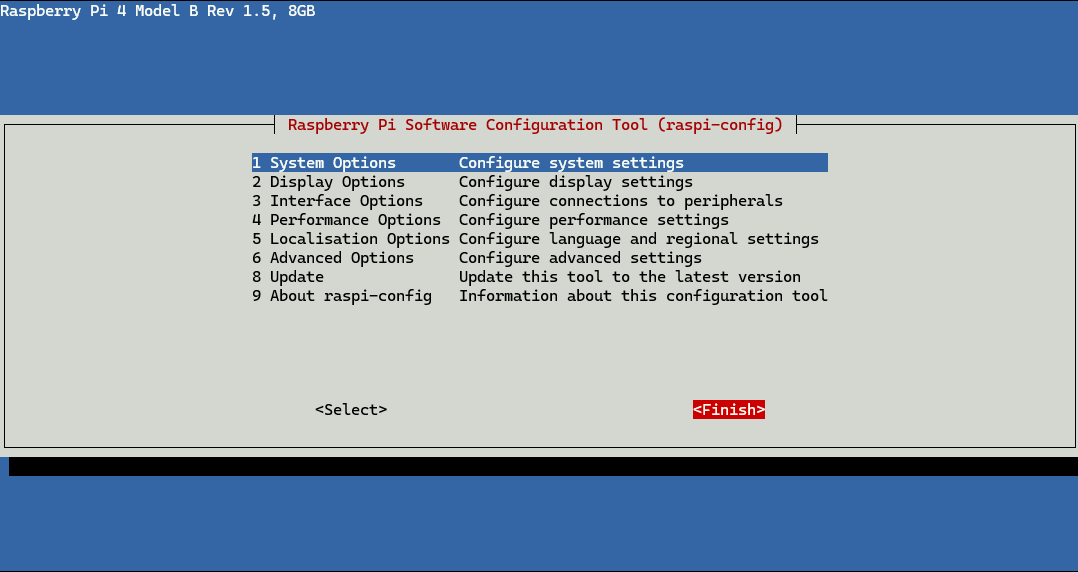 Raspberry Pi 4 Model B Rev 1.5, 8GB
Raspberry Pi Software Configuration Tool (raspi-config)
1 System Options Configure system settings
2 Display Options Configure display settings
3 Interface Options Configure connections to peripherals
4 Performance Options Configure performance settings
5 Localisation Options Configure language and regional settings
6 Advanced Options Configure advanced settings
8 Update Update this tool to the latest version
9 About raspi-config Information about this configuration tool
<Select> <Finish>